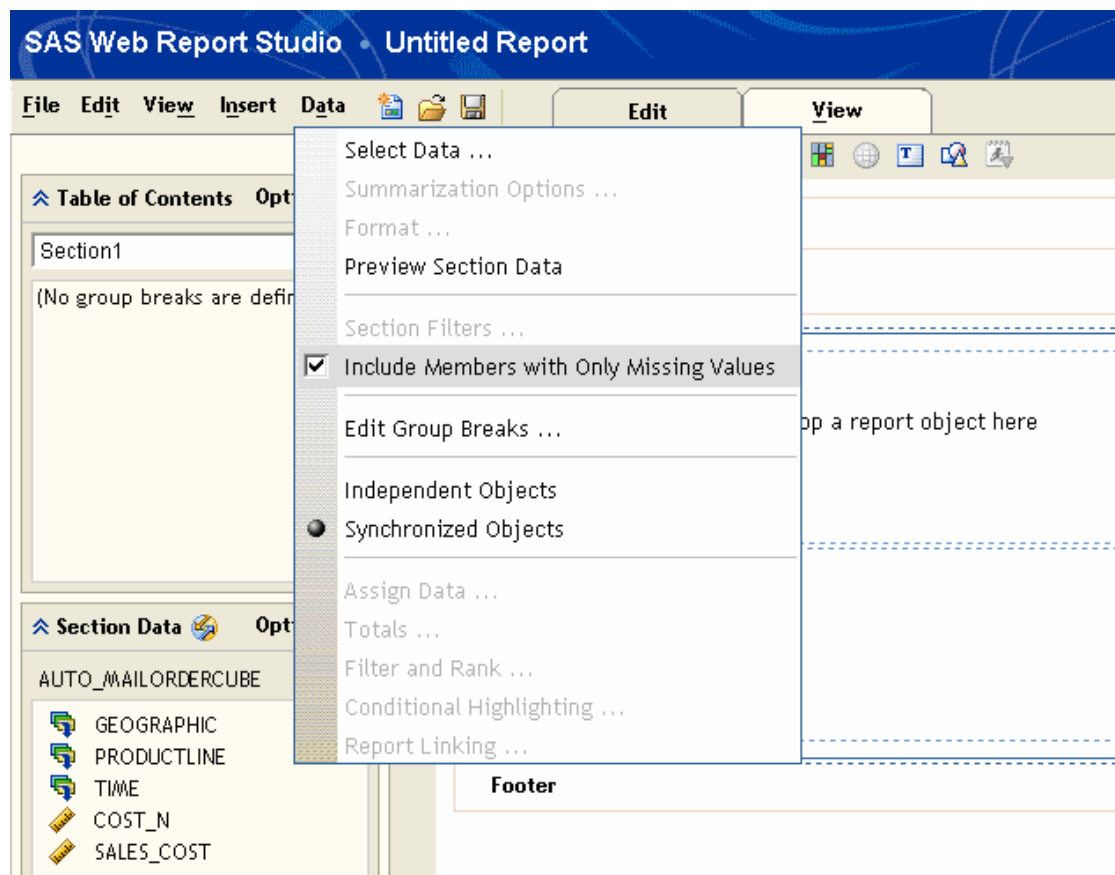 SAS Web Report Studio • Untitled Report
File Edit View Insert Data
Edit
View
Select Data ...
Summarization Options ...
Format ...
Preview Section Data
Section Filters ...
Include Members with Only Missing Values
Edit Group Breaks ...
Independent Objects
Synchronized Objects
Assign Data ...
Totals ...
Filter and Rank ...
Conditional Highlighting ...
Report Linking ...
Table of Contents
Section1
(No group breaks are
Section Data
AUTO_MAILORDERCUBE
GEOGRAPHIC
PRODUCTLINE
TIME
COST_N
SALES_COST
a report object here
Footer